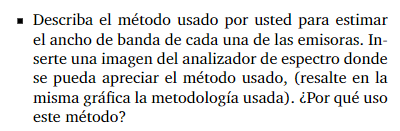 ▪ Describa el método usado por usted para estimar
el ancho de banda de cada una de las emisoras. In-
serte una imagen del analizador de espectro donde
se pueda apreciar el método usado, (resalte en la
misma gráfica la metodología usada). ¿Por qué uso
este método?